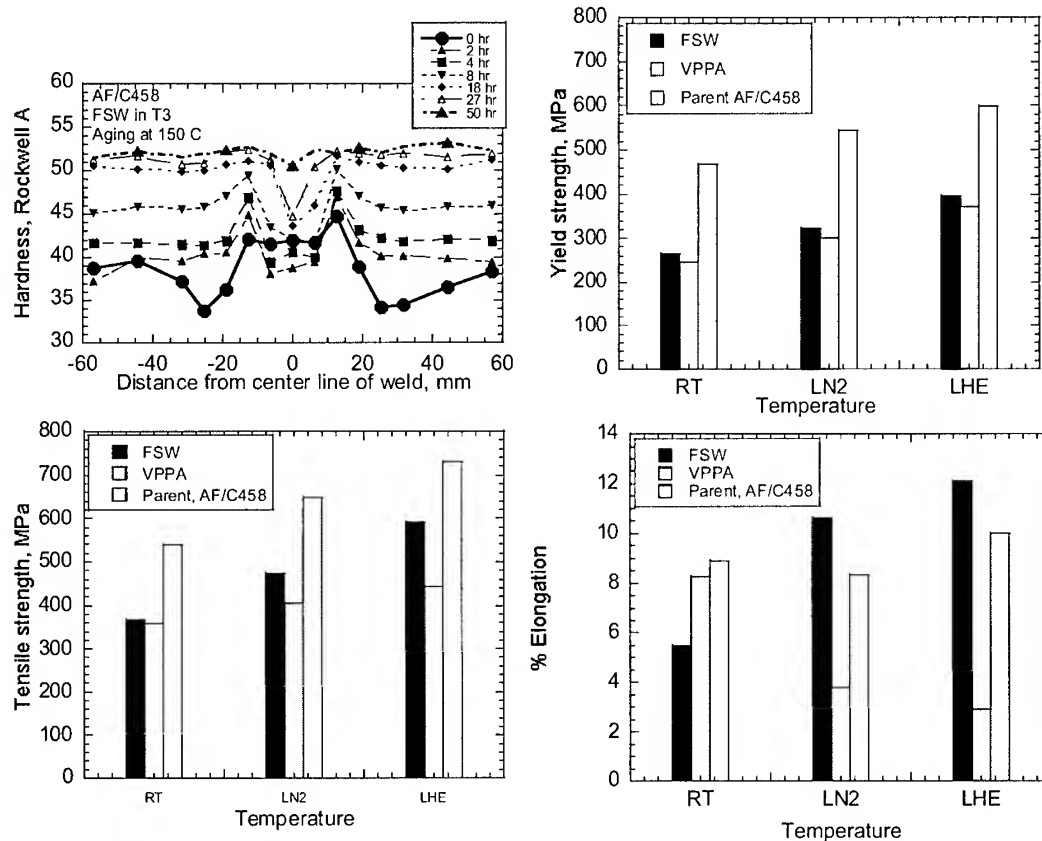 0 hr
2 hr
4 hr
8 hr
18 hr
27 hr
50 hr
AF/C458
FSW in T3
Aging at 150 C
Hardness, Rockwell A
60
55
50
45
40
35
30
-60 -40 -20 0 20 40 60
Distance from center line of weld, mm
FSW
VPPA
Parent AF/C458
Yield strength, MPa
800
700
600
500
400
300
200
100
0
RT LN2 LHE
Temperature
FSW
VPPA
Parent, AF/C458
Tensile strength, MPa
800
700
600
500
400
300
200
100
0
RT LN2 LHE
Temperature
FSW
VPPA
Parent, AF/C458
% Elongation
14
12
10
8
6
4
2
0
RT LN2 LHE
Temperature